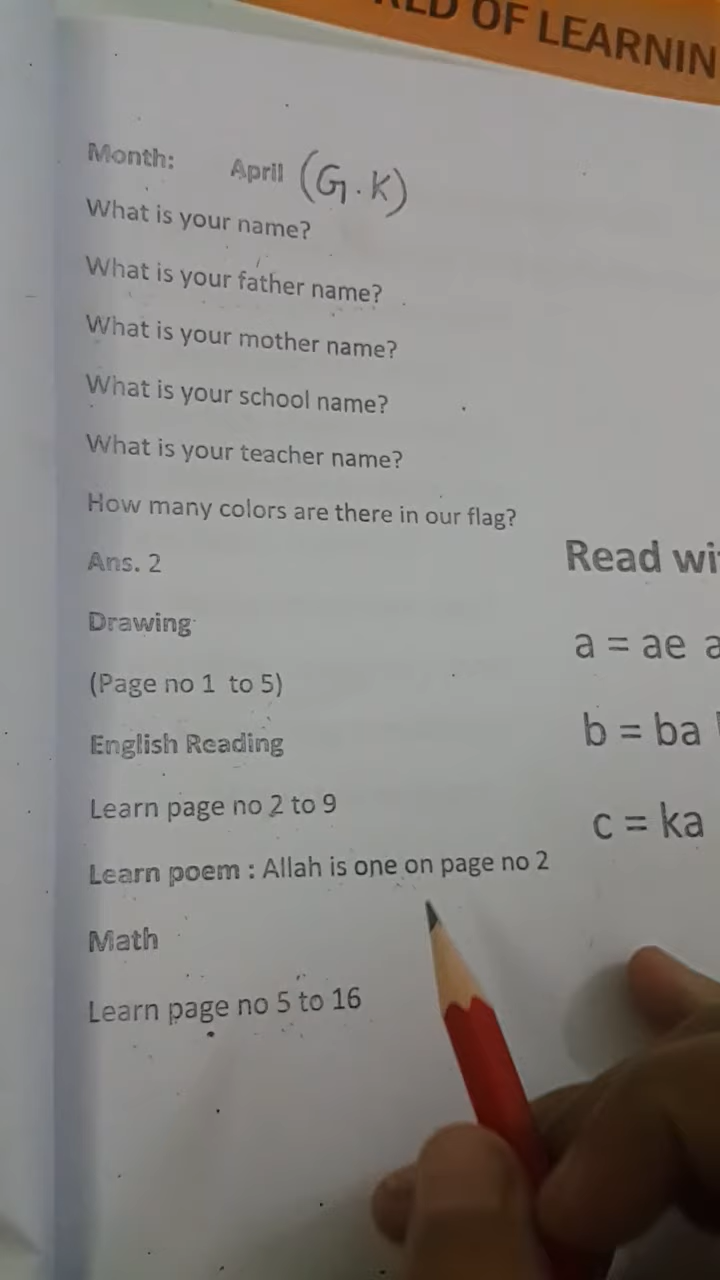 OF LEARNIN
Month: April (G.K)
What is your name?
What is your father name?
What is your mother name?
What is your school name?
What is your teacher name?
How many colors are there in our flag?
Ans. 2
Drawing
(Page no 1 to 5)
English Reading
Learn page no 2 to 9
Learn poem : Allah is one on page no 2
Math
Learn page no 5 to 16
Read wi
a = ae a
b = ba
c = ka